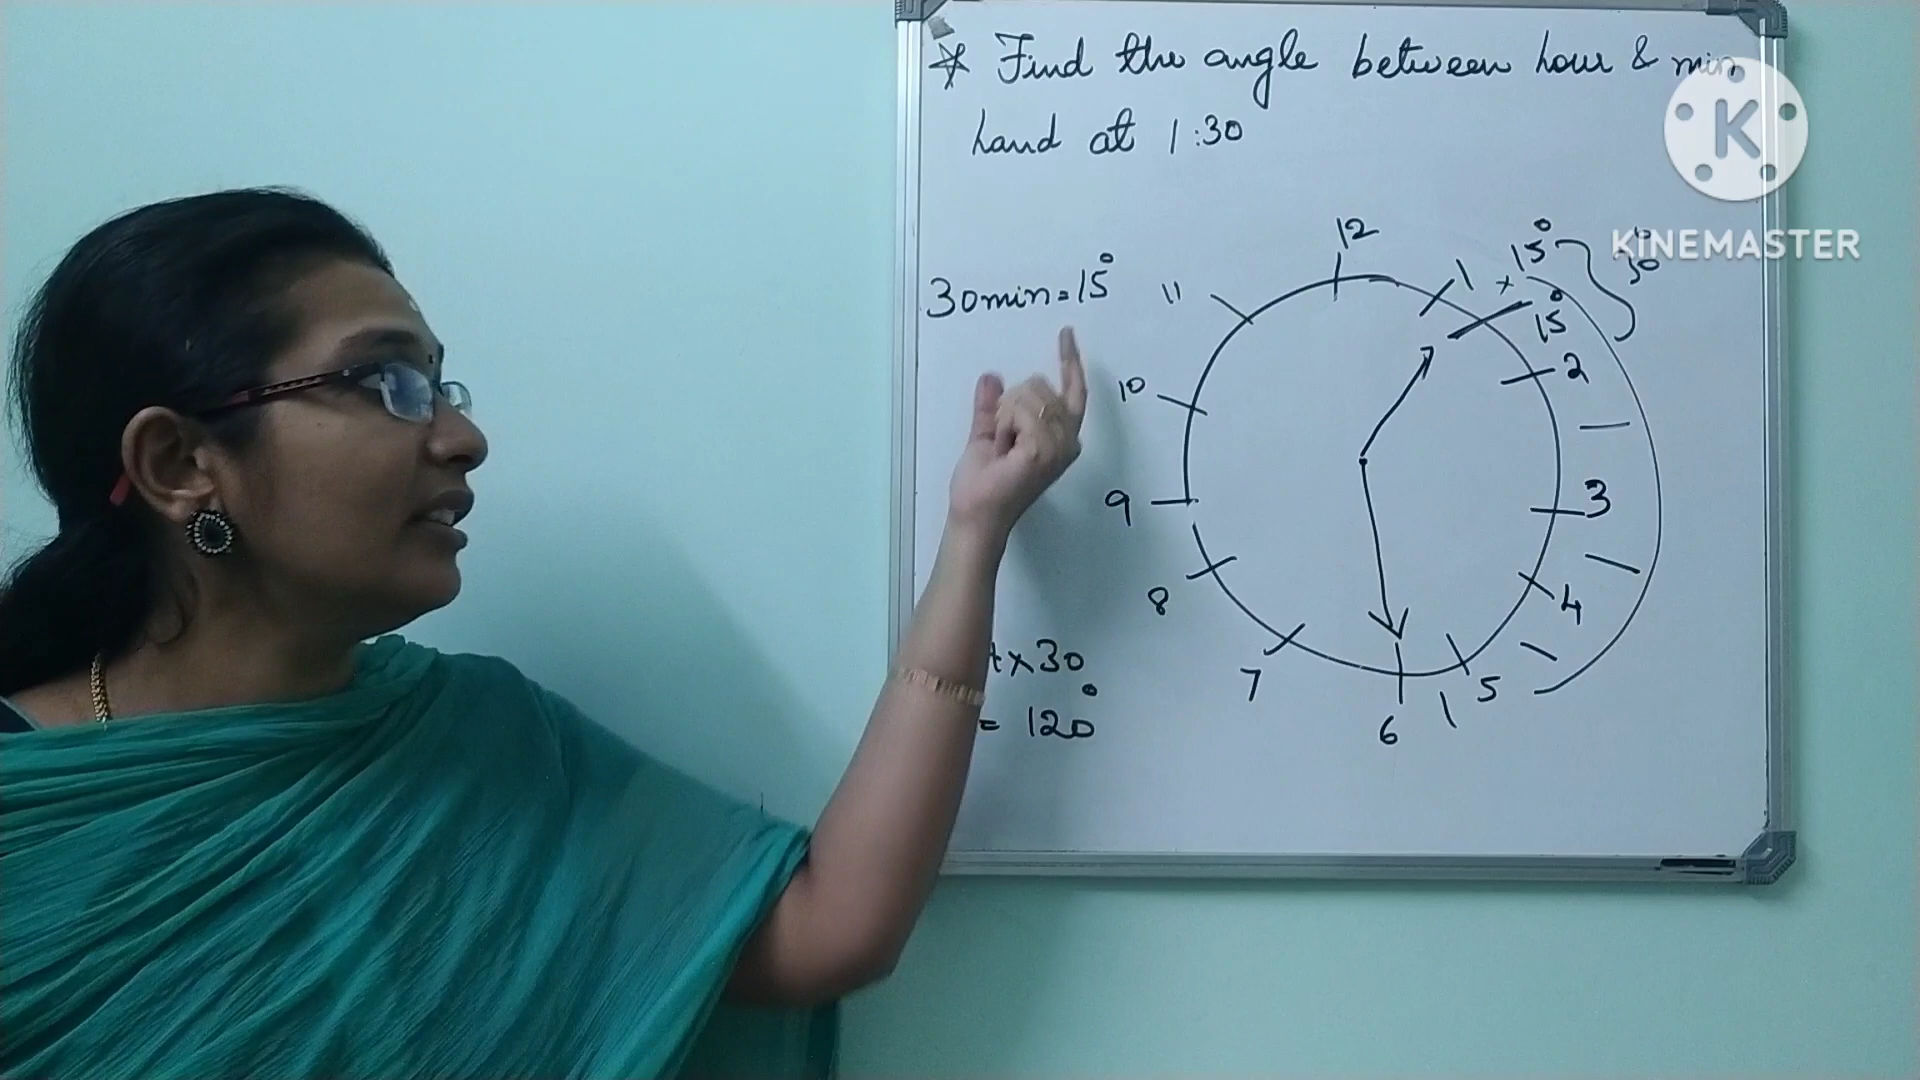 * Find the angle between hour & min
hand at 1:30
K
KINEMASTER
12
1 x 15°
30°
15°
30min=15°
11
2
10
3
9
4
8
x30
5
7
= 120°
6